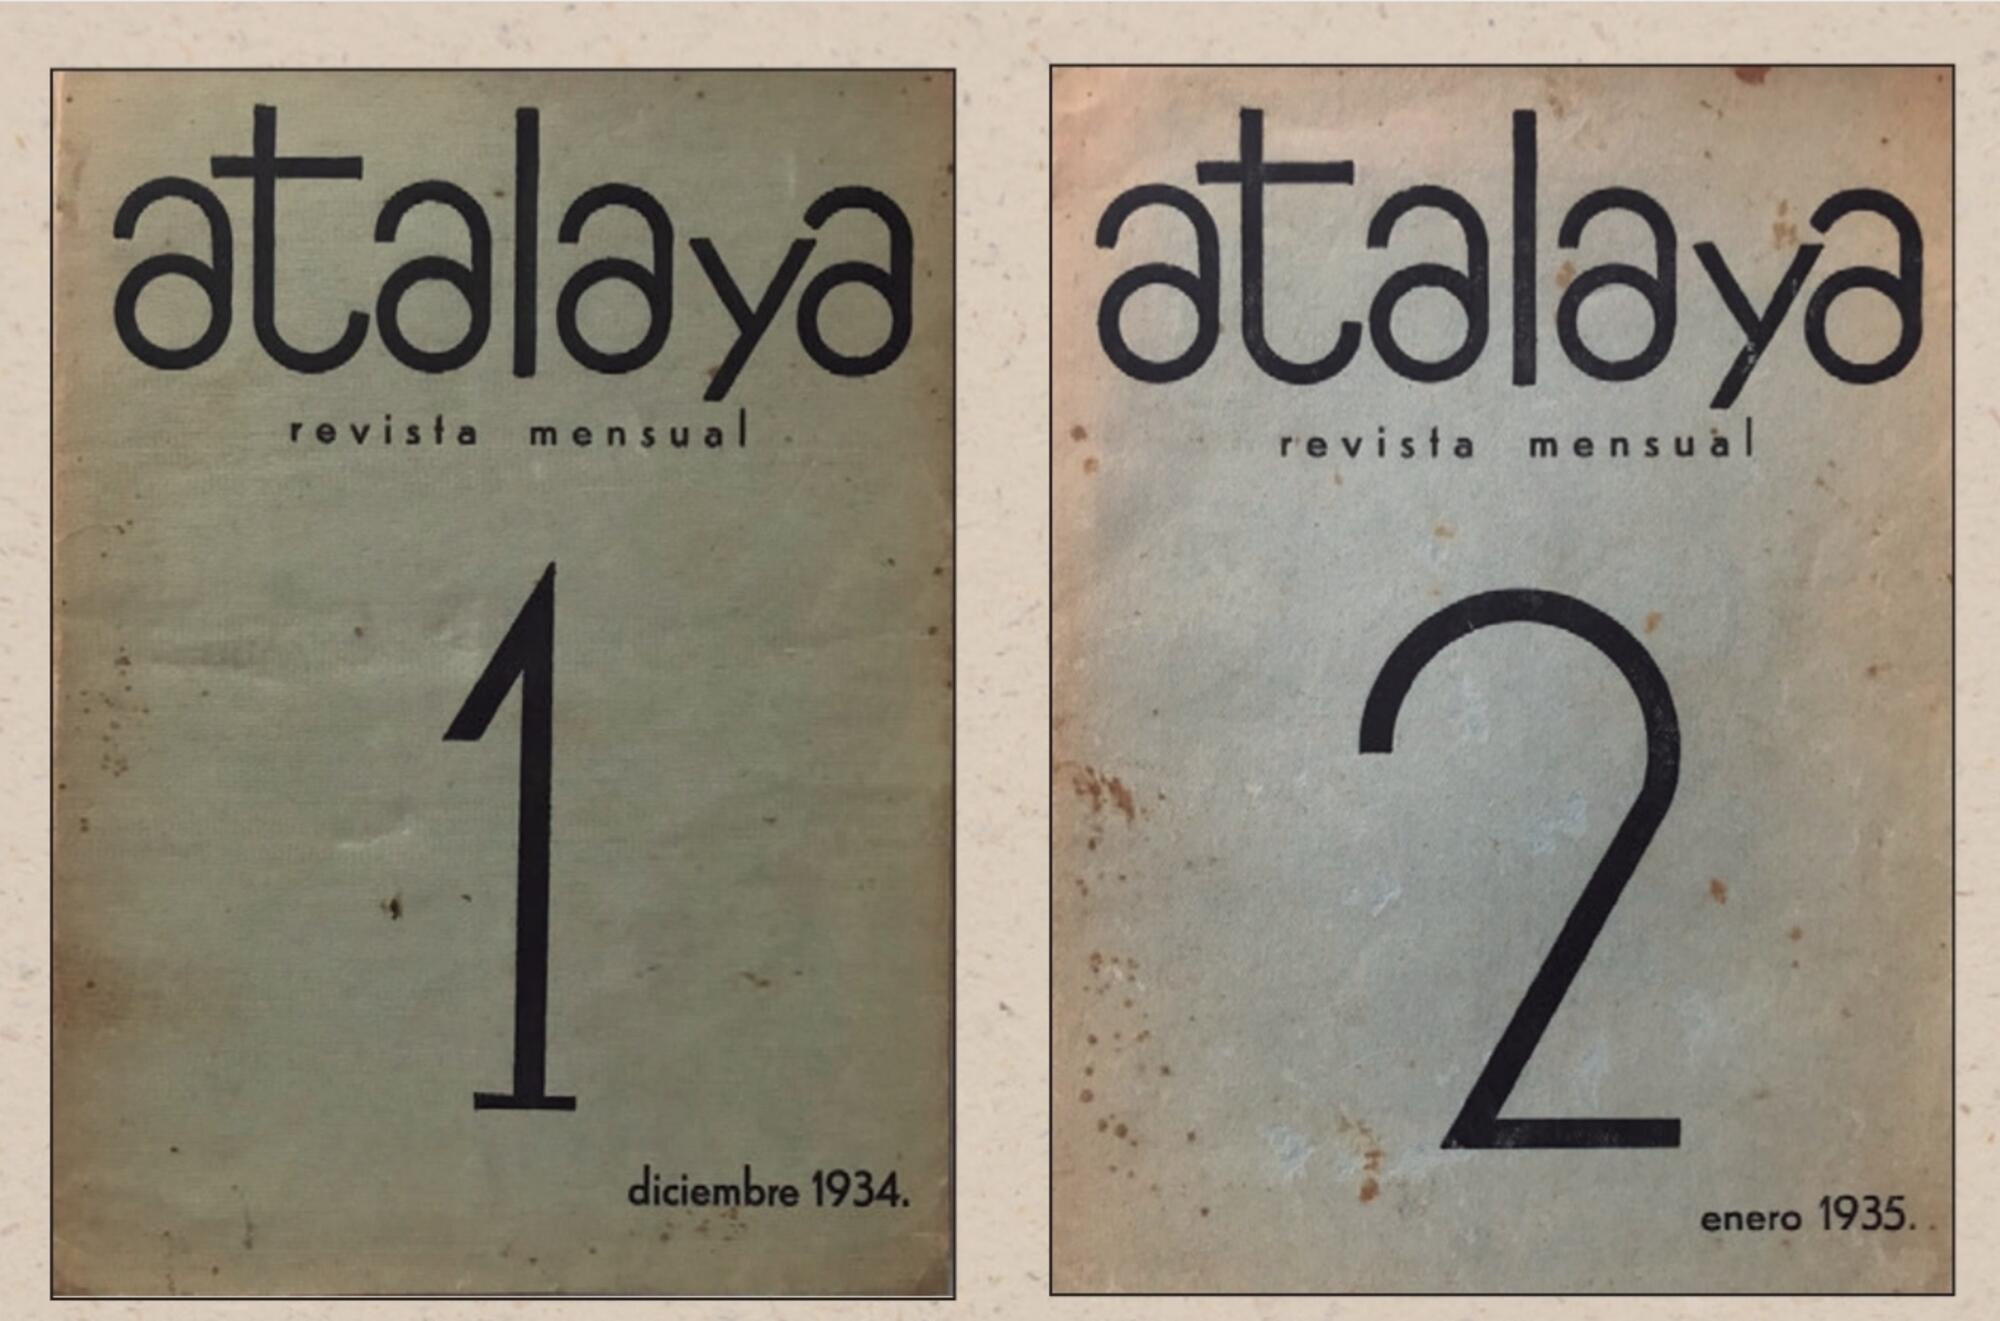 atalaya
revista mensual
1
diciembre 1934.
atalaya
revista mensual
2
enero 1935.